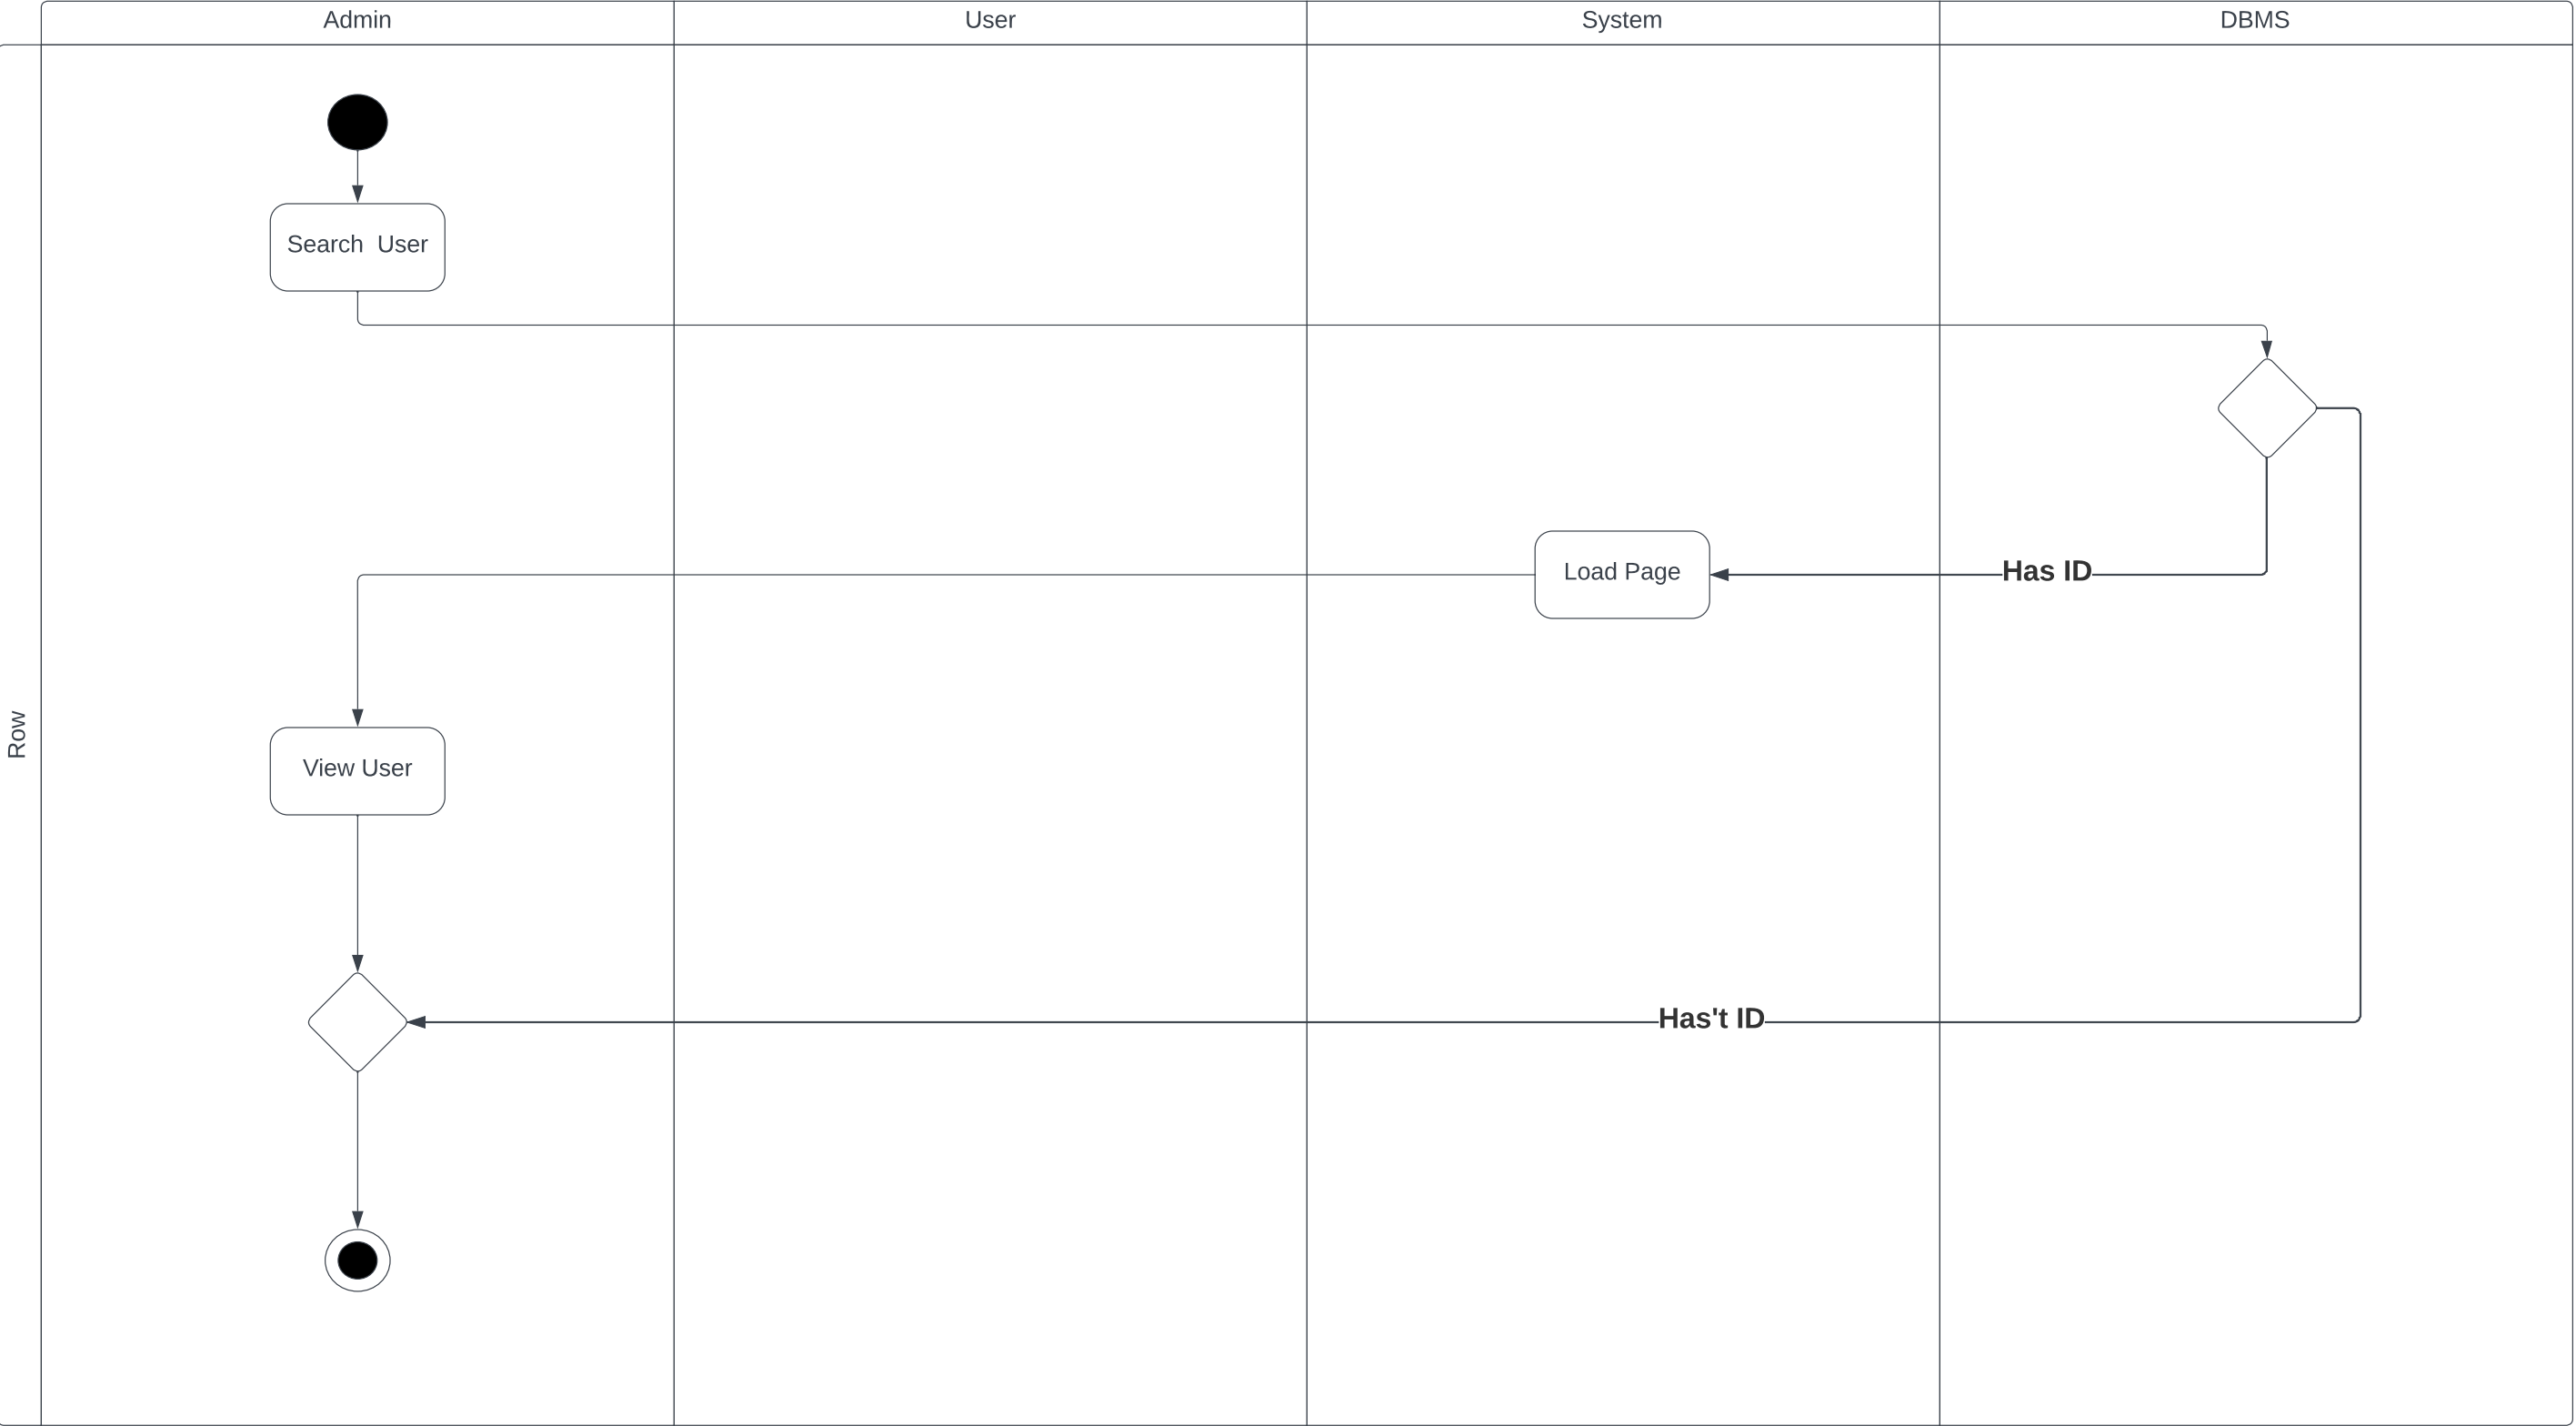 Admin
User
System
DBMS
Row
Search  User
Has ID
Load Page
View User
Has't ID